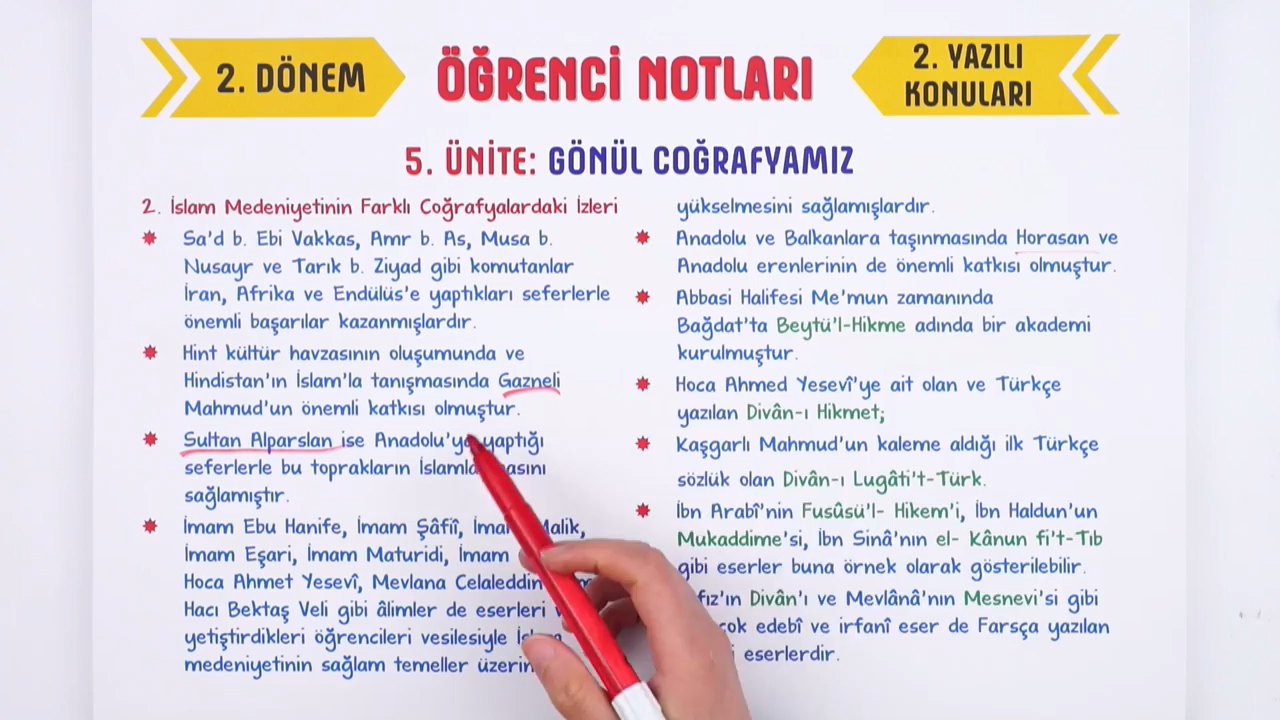 2. DÖNEM
ÖĞRENCİ NOTLARI
2. YAZILI
KONULARI
5. ÜNİTE: GÖNÜL COĞRAFYAMIZ
2. İslam Medeniyetinin Farklı Coğrafyalardaki İzleri
Sa'd b. Ebi Vakkas, Amr b. As, Musa b.
Nusayr ve Tarık b. Ziyad gibi komutanlar
İran, Afrika ve Endülüs'e yaptıkları seferlerle
önemli başarılar kazanmışlardır.
Hint kültür havzasının oluşumunda ve
Hindistan'ın İslam'la tanışmasında Gazneli
Mahmud'un önemli katkısı olmuştur.
Sultan Alparslan ise Anadolu'ya yaptığı
seferlerle bu toprakların
sağlamıştır.
İmam Ebu Hanife, İmam Şâfiî, Malik,
İmam Eşari, İmam Maturidi, İmam
Hoca Ahmet Yesevî, Mevlana Celaleddin
Hacı Bektaş Veli gibi âlimler de eserleri
yetiştirdikleri öğrencileri vesilesiyle
medeniyetinin sağlam temeller
yükselmesini sağlamışlardır.
Anadolu ve Balkanlara taşınmasında Horasan ve
Anadolu erenlerinin de önemli katkısı olmuştur.
Abbasi Halifesi Me'mun zamanında
Bağdat'ta Beytü'l-Hikme adında bir akademi
kurulmuştur.
Hoca Ahmed Yesevî'ye ait olan ve Türkçe
yazılan Divân-ı Hikmet;
Kaşgarlı Mahmud'un kaleme aldığı ilk Türkçe
sözlük olan Divân-ı Lugâti't-Türk.
İbn Arabî'nin Fusûsü'l- Hikem'i, İbn Haldun'un
Mukaddime'si, İbn Sinâ'nın el- Kânun fi't-Tıb
gibi eserler buna örnek olarak gösterilebilir.
Divân'ı ve Mevlânâ'nın Mesnevi'si gibi
edebî ve irfanî eser de Farsça yazılan
eserlerdir.